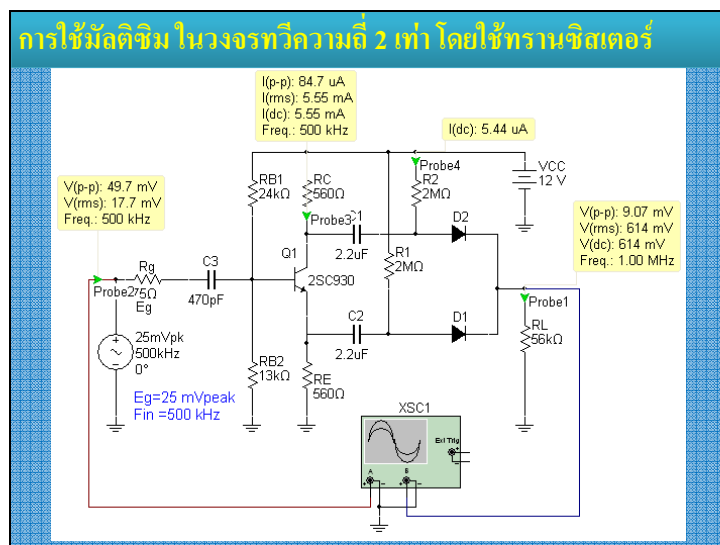 การใช้มัลติซิม ในวงจรทวีความถี่ 2 เท่า โดยใช้ทรานซิสเตอร์
I(p-p): 84.7 uA
I(rms): 5.55 mA
I(dc): 5.55 mA
Freq.: 500 kHz
I(dc): 5.44 uA
V(p-p): 49.7 mV
V(rms): 17.7 mV
Freq.: 500 kHz
V(p-p): 9.07 mV
V(rms): 614 mV
V(dc): 614 mV
Freq.: 1.00 MHz
RB1
24kΩ
RC
560Ω
Probe3
C1
2.2uF
Probe4
R2
2MΩ
VCC
12 V
D2
Q1
2SC930
R1
2MΩ
Rg
75Ω
Probe2
Eg
C3
470pF
25mVpk
500kHz
0°
Eg=25 mVpeak
Fin =500 kHz
RB2
13kΩ
RE
560Ω
C2
2.2uF
D1
Probe1
RL
56kΩ
XSC1
Ext Trig
+
_
A
B
+
_
+
_